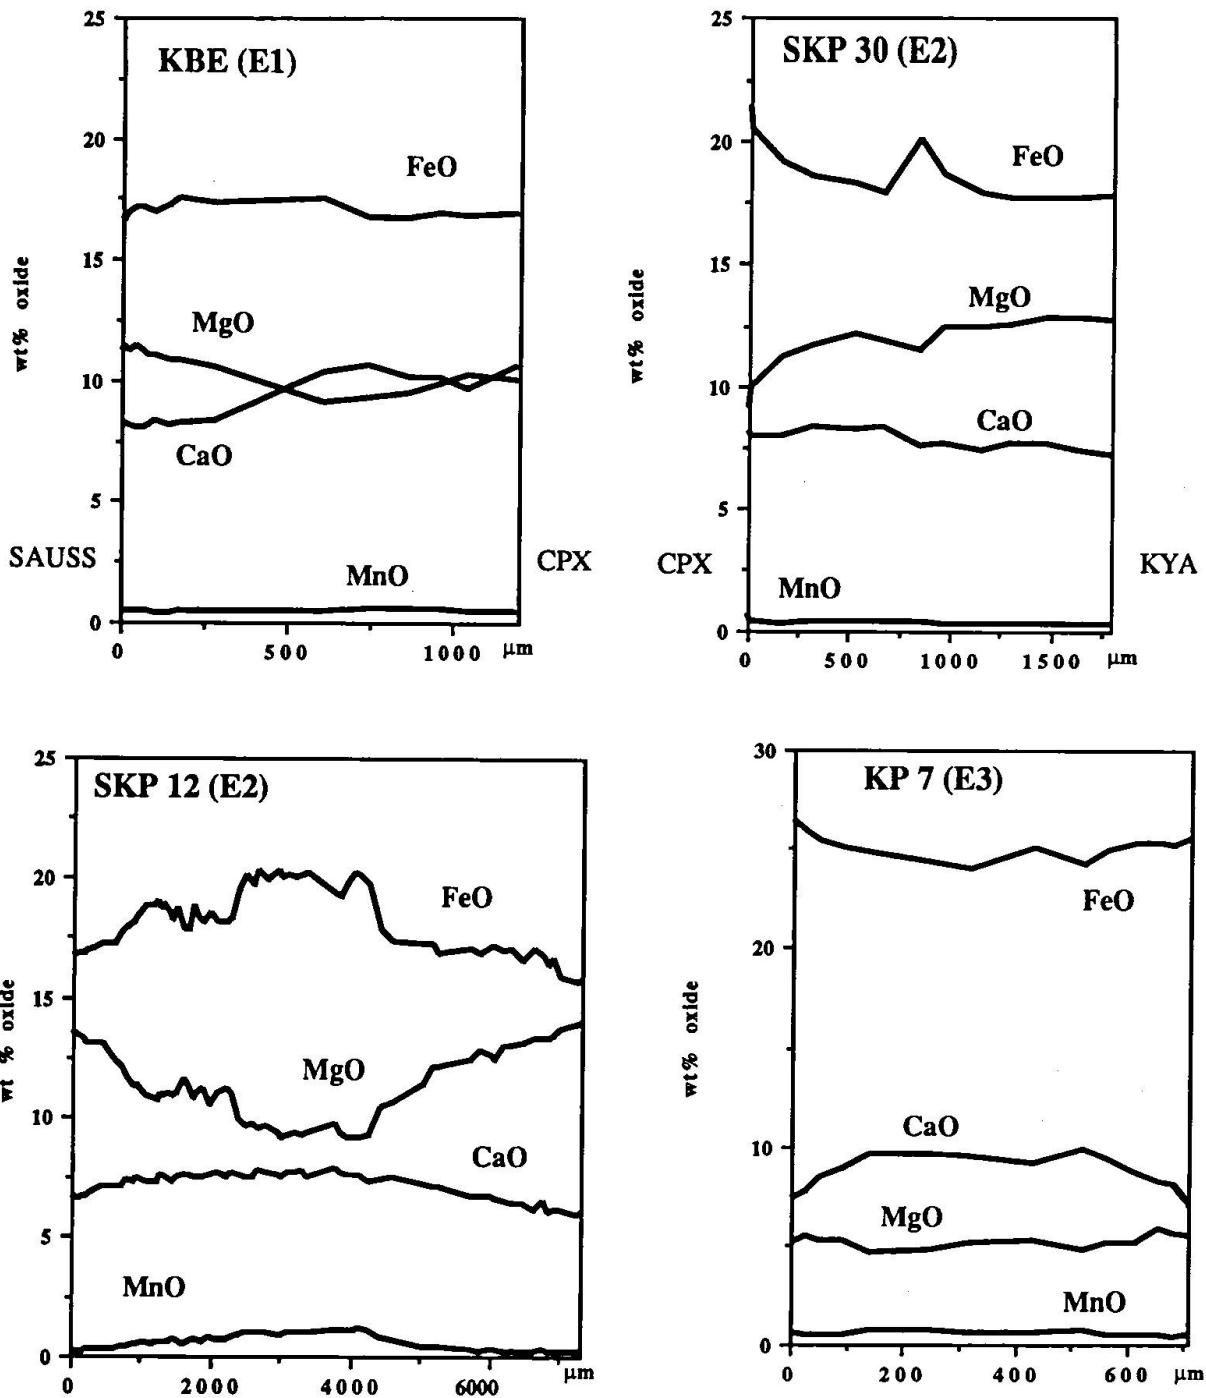 25
KBE (E1)
20
FeO
15
wt% oxide
MgO
10
CaO
5
SAUSS
CPX
MnO
0
0 500 1000 µm
25
SKP 30 (E2)
20
FeO
15
wt% oxide
MgO
10
CaO
5
CPX
KYA
MnO
0
0 500 1000 1500 µm
25
SKP 12 (E2)
20
FeO
15
wt % oxide
MgO
10
CaO
5
MnO
0
0 2000 4000 6000 µm
30
KP 7 (E3)
FeO
20
wt% oxide
CaO
10
MgO
MnO
0
0 200 400 600 µm